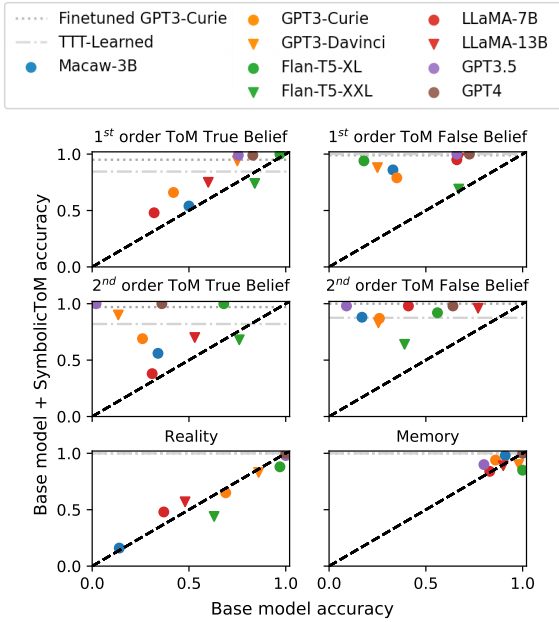 Finetuned GPT3-Curie
TTT-Learned
Macaw-3B
GPT3-Curie
GPT3-Davinci
Flan-T5-XL
Flan-T5-XXL
LLaMA-7B
LLaMA-13B
GPT3.5
GPT4
1st order ToM True Belief
1st order ToM False Belief
1.0
0.5
0.0
2nd order ToM True Belief
2nd order ToM False Belief
1.0
0.5
0.0
Reality
Memory
1.0
0.5
0.0
0.0 0.5 1.0
0.0 0.5 1.0
Base model + SymbolicToM accuracy
Base model accuracy